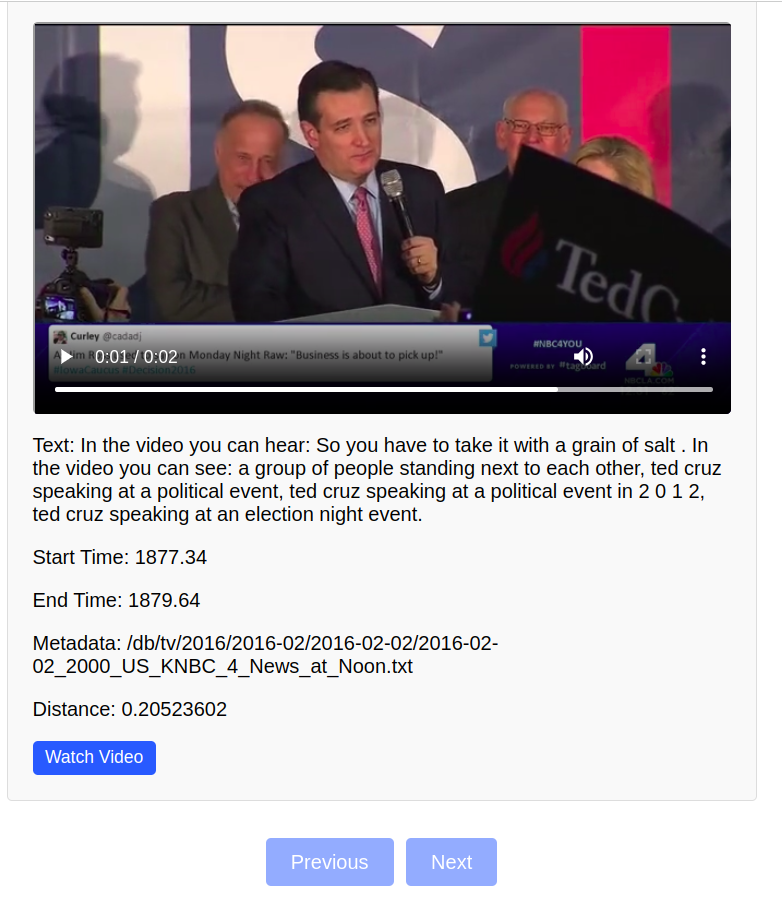 S
TedC
Curley @cadadj
Monday Night Raw: "Business is about to pick up!"
#IowaCaucus #Decision2016
#NBC4YOU
POWERED BY #tagboard
4
NBCLA.COM
0:01 / 0:02
Text: In the video you can hear: So you have to take it with a grain of salt . In
the video you can see: a group of people standing next to each other, ted cruz
speaking at a political event, ted cruz speaking at a political event in 2 0 1 2,
ted cruz speaking at an election night event.
Start Time: 1877.34
End Time: 1879.64
Metadata: /db/tv/2016/2016-02/2016-02-02/2016-02-
02_2000_US_KNBC_4_News_at_Noon.txt
Distance: 0.20523602
Watch Video
Previous
Next